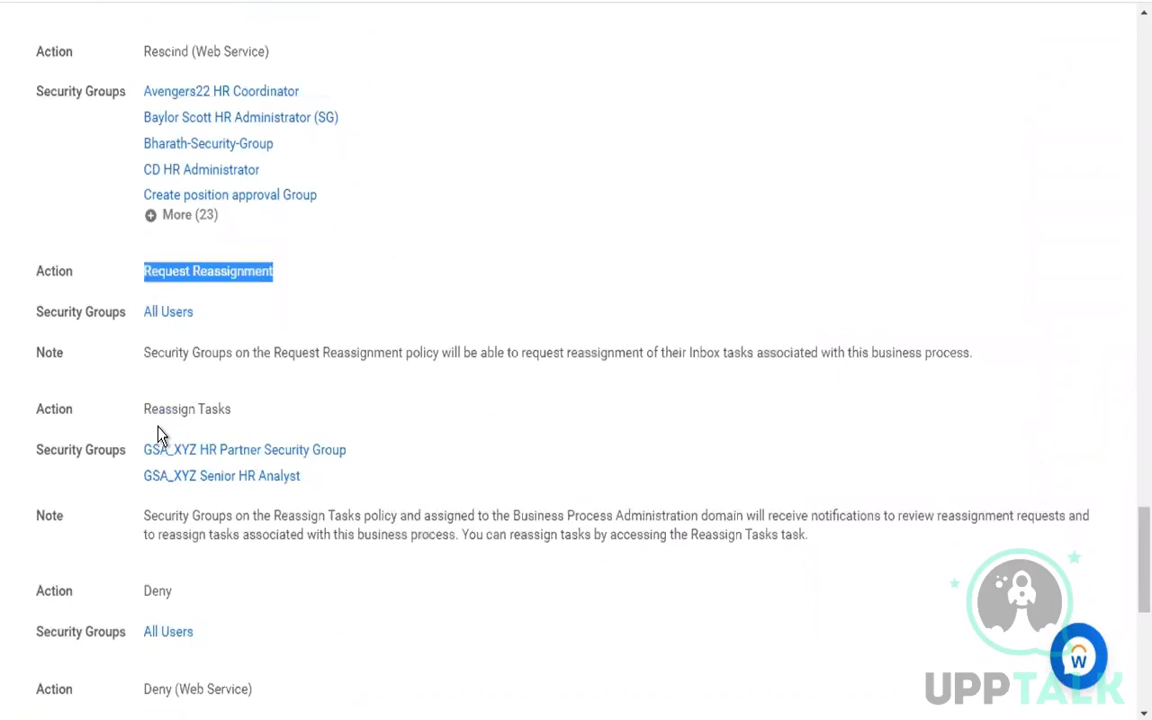 Action Rescind (Web Service)
Security Groups Avengers22 HR Coordinator
Baylor Scott HR Administrator (SG)
Bharath-Security-Group
CD HR Administrator
Create position approval Group
More (23)
Action Request Reassignment
Security Groups All Users
Note Security Groups on the Request Reassignment policy will be able to request reassignment of their Inbox tasks associated with this business process.
Action Reassign Tasks
Security Groups GSA_XYZ HR Partner Security Group
GSA_XYZ Senior HR Analyst
Note Security Groups on the Reassign Tasks policy and assigned to the Business Process Administration domain will receive notifications to review reassignment requests and
to reassign tasks associated with this business process. You can reassign tasks by accessing the Reassign Tasks task.
Action Deny
Security Groups All Users
W
UPPTALK
Action Deny (Web Service)